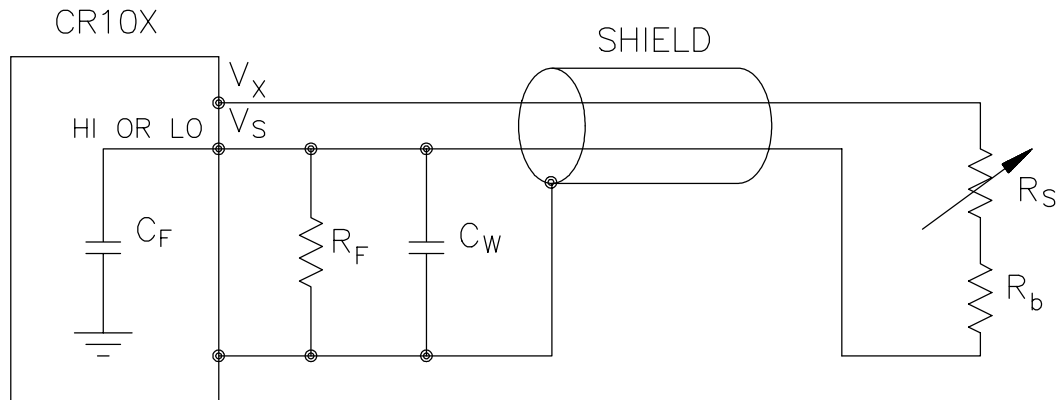 CR10X
SHIELD
VX
VS
HI OR LO
CF
RF
CW
RS
Rb